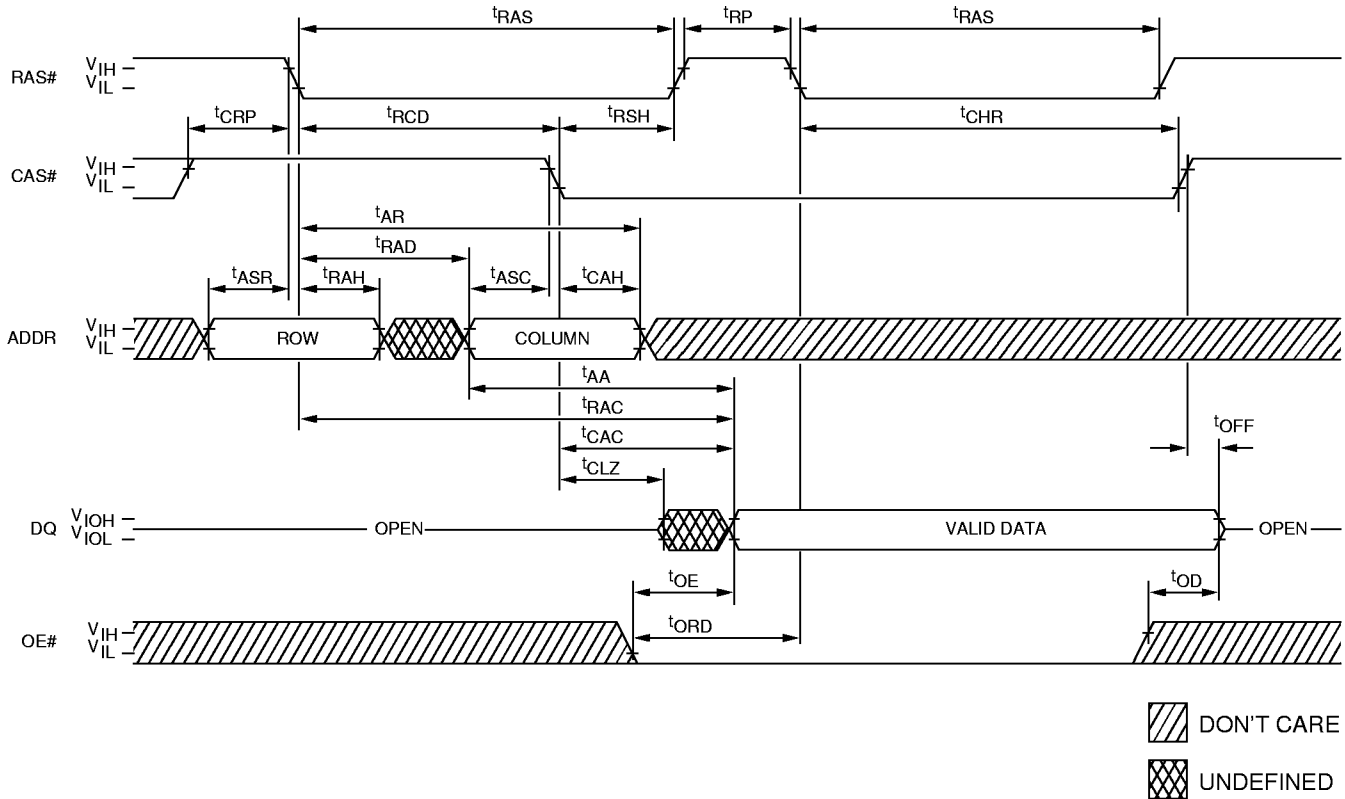 tRAS tRP tRAS
RAS# VIH
VIL
tCRP tRCD tRSH tCHR
CAS# VIH
VIL
tAR
tRAD
tASR tRAH tASC tCAH
ADDR VIH
VIL
ROW COLUMN
tAA
tRAC
tCAC
tOFF
tCLZ
DQ VIOH
VIOL
OPEN VALID DATA OPEN
tOE tOD
tORD
OE# VIH
VIL
DON'T CARE
UNDEFINED